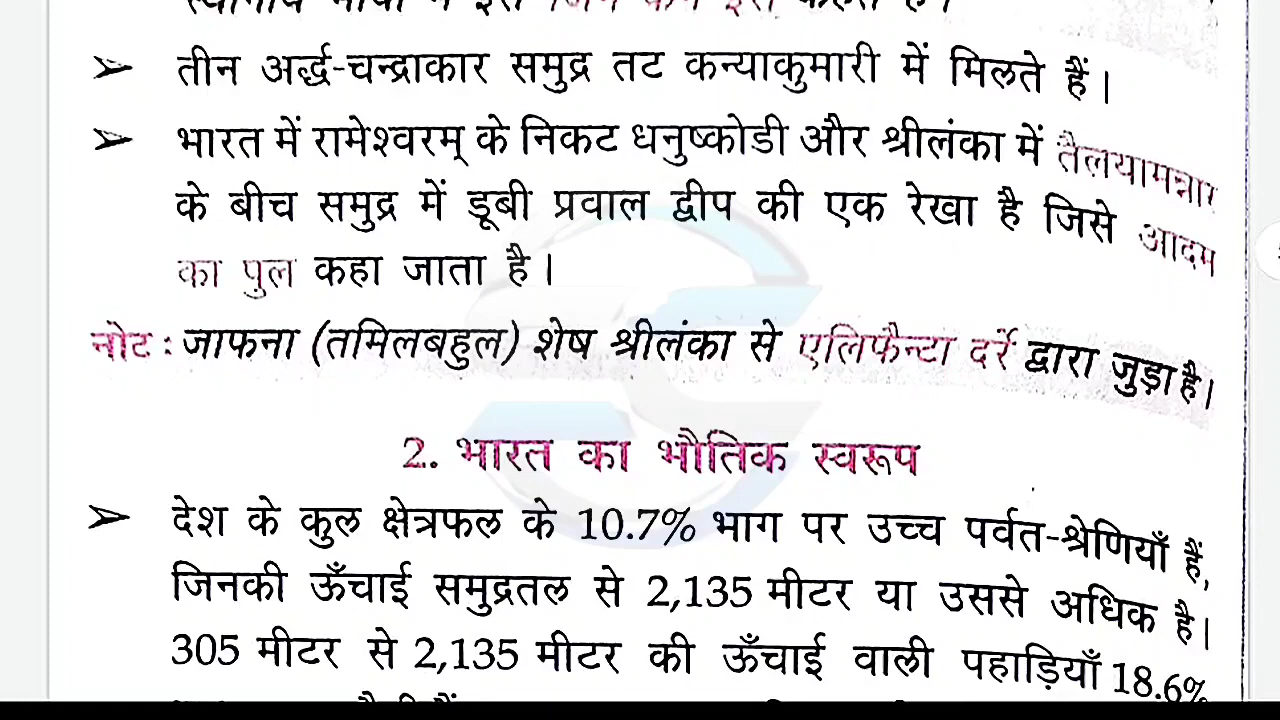 ➢ तीन अर्द्ध-चन्द्राकार समुद्र तट कन्याकुमारी में मिलते हैं।
➢ भारत में रामेश्वरम् के निकट धनुष्कोडी और श्रीलंका में तैलयामन्नार
के बीच समुद्र में डूबी प्रवाल द्वीप की एक रेखा है जिसे आदम
का पुल कहा जाता है।
नोट : जाफना (तमिलबहुल) शेष श्रीलंका से एलिफैन्टा दर्रे द्वारा जुड़ा है।
2. भारत का भौतिक स्वरूप
➢ देश के कुल क्षेत्रफल के 10.7% भाग पर उच्च पर्वत-श्रेणियाँ हैं,
जिनकी ऊँचाई समुद्रतल से 2,135 मीटर या उससे अधिक है।
305 मीटर से 2,135 मीटर की ऊँचाई वाली पहाड़ियाँ 18.6%